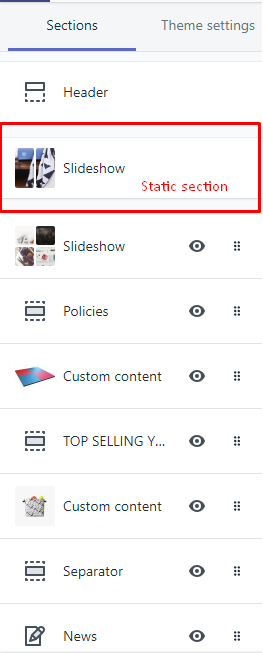 Sections Theme settings
Header
Slideshow
Static section
Slideshow
Policies
Custom content
TOP SELLING Y...
Custom content
Separator
News